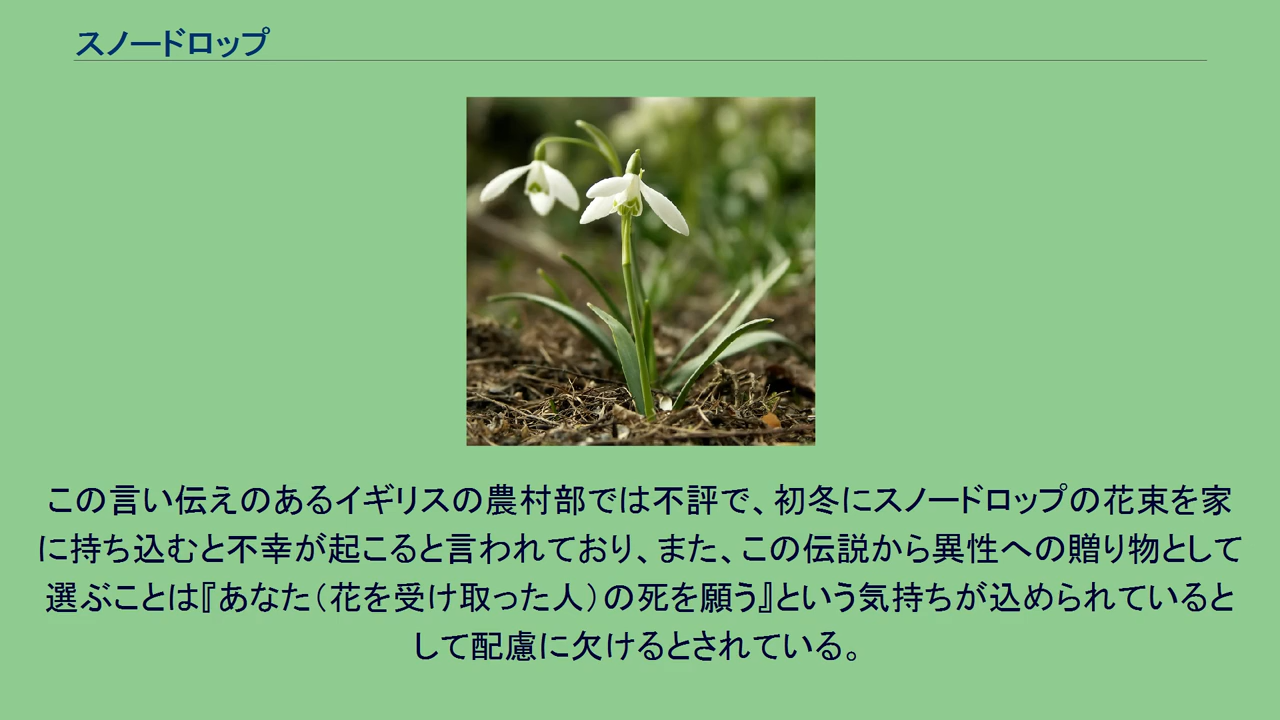 スノードロップ
この言い伝えのあるイギリスの農村部では不評で、初冬にスノードロップの花束を家
に持ち込むと不幸が起こると言われており、また、この伝説から異性への贈り物として
選ぶことは『あなた（花を受け取った人）の死を願う』という気持ちが込められていると
して配慮に欠けるとされている。